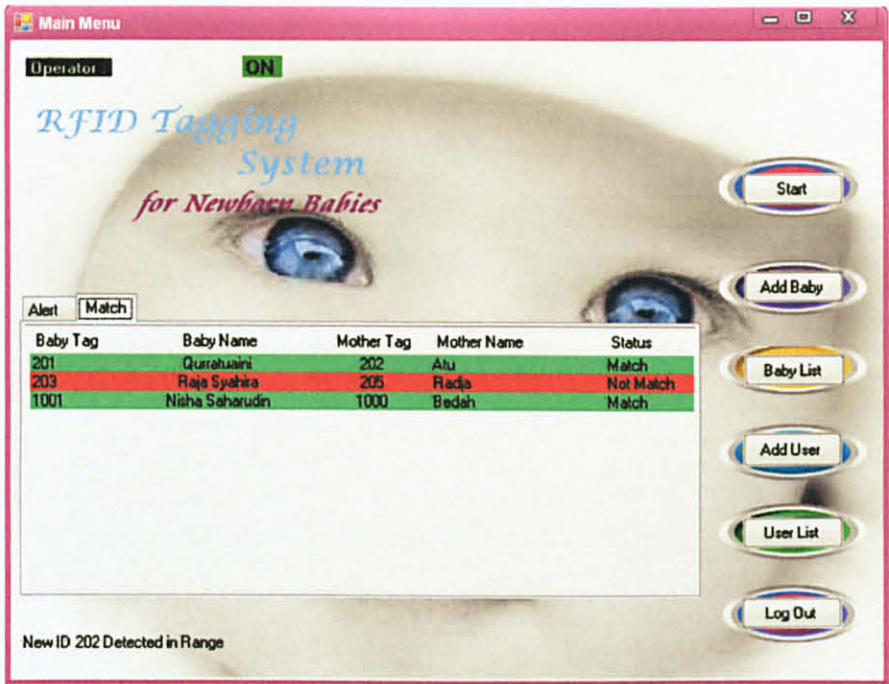 Main Menu
Operator : ON
RFID Tagging
System
for Newborn Babies
Start
Add Baby
Baby List
Add User
User List
Log Out
Alert Match
Baby Tag Baby Name Mother Tag Mother Name Status
201 Qurratuaini 202 Atu Match
203 Raja Syahira 205 Radja Not Match
1001 Nisha Saharudin 1000 Bedah Match
New ID 202 Detected in Range